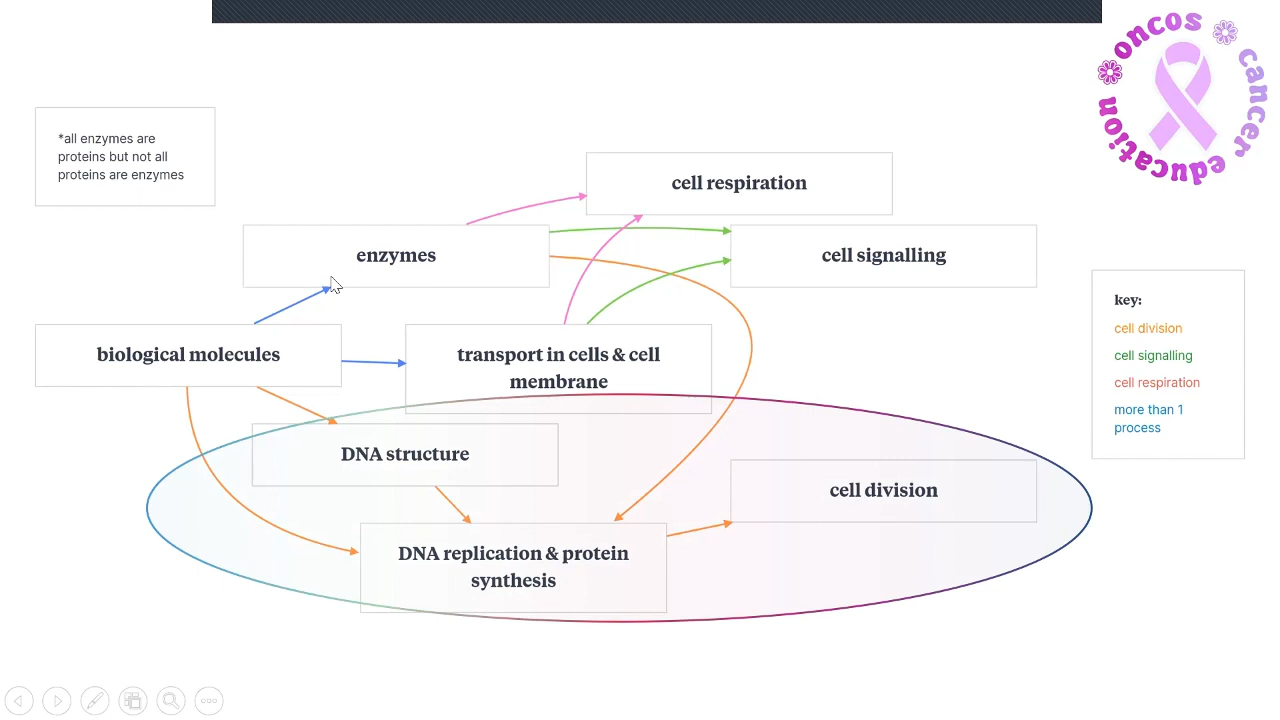 oncos cancer education
*all enzymes are
proteins but not all
proteins are enzymes
cell respiration
enzymes
cell signalling
key:
cell division
cell signalling
cell respiration
more than 1
process
biological molecules
transport in cells & cell
membrane
DNA structure
cell division
DNA replication & protein
synthesis